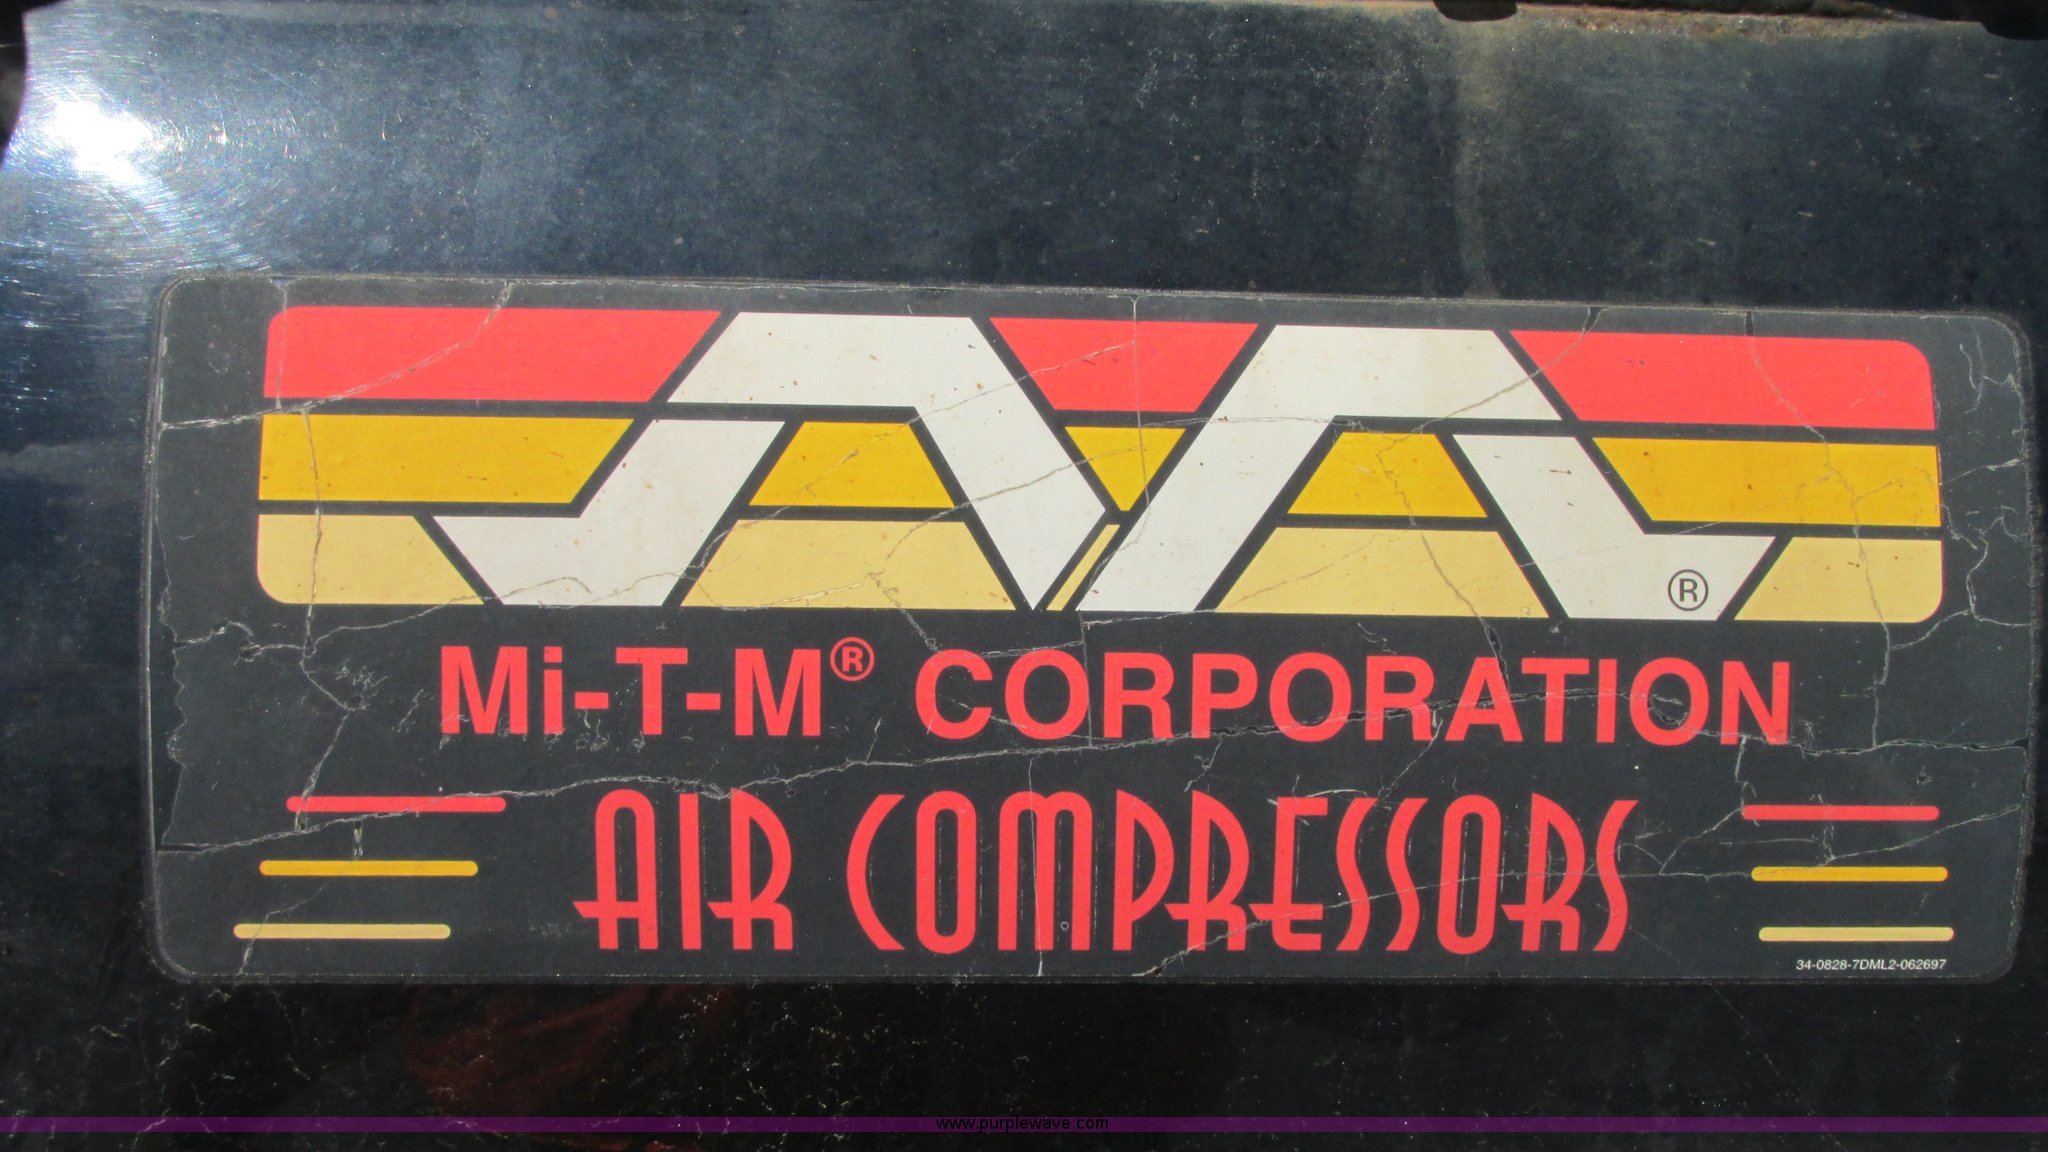 ®
Mi-T-M® CORPORATION
AIR COMPRESSORS
34-0828-7DML2-062697
www.purplewave.com